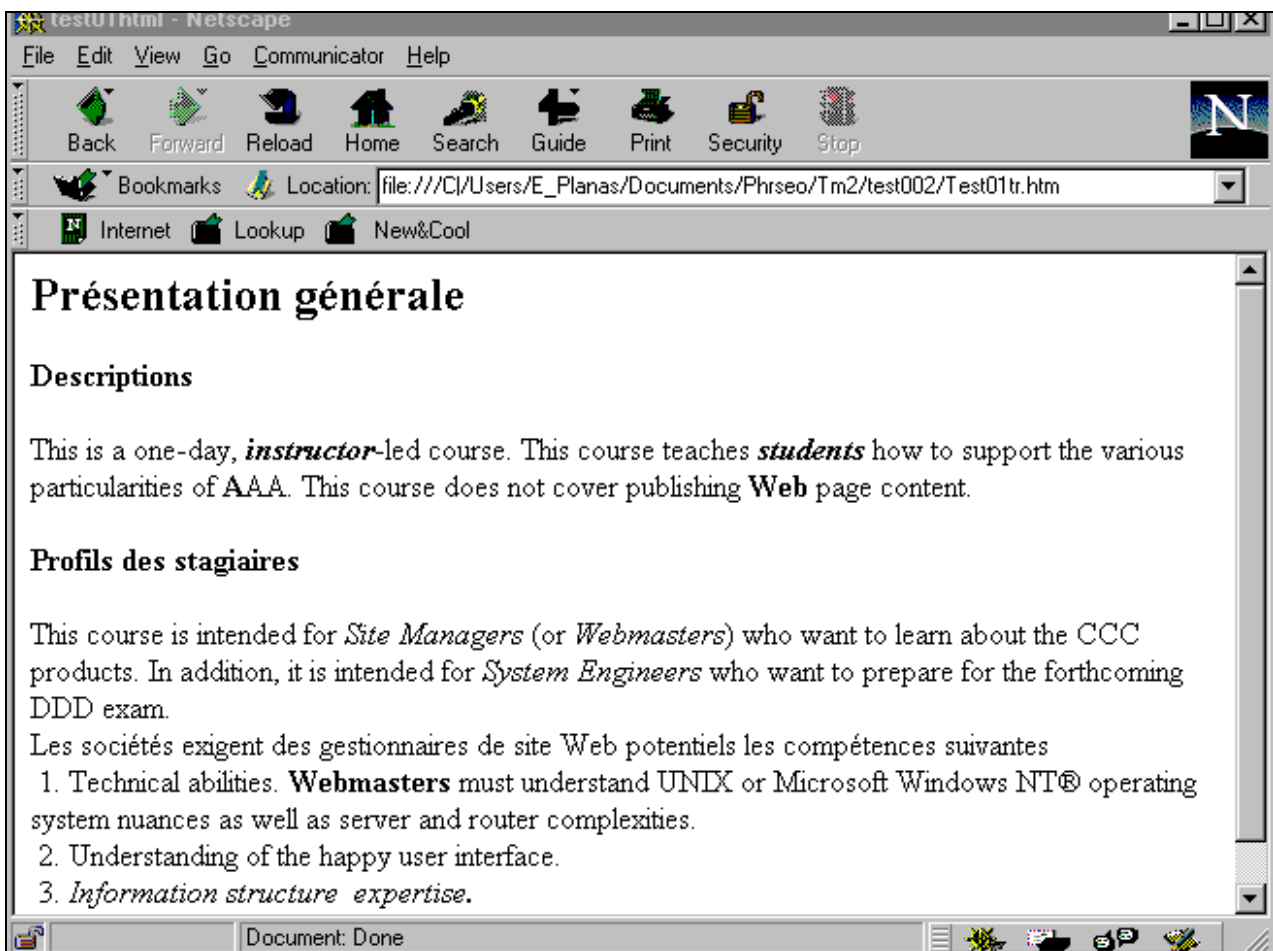 test01html - Netscape
File Edit View Go Communicator Help
Back Forward Reload Home Search Guide Print Security Stop
N
Bookmarks Location: file:///C|/Users/E_Planas/Documents/Phrseo/Tm2/test002/Test01tr.htm
Internet Lookup New&Cool
Présentation générale
Descriptions
This is a one-day, instructor-led course. This course teaches students how to support the various
particularities of AAA. This course does not cover publishing Web page content.
Profils des stagiaires
This course is intended for Site Managers (or Webmasters) who want to learn about the CCC
products. In addition, it is intended for System Engineers who want to prepare for the forthcoming
DDD exam.
Les sociétés exigent des gestionnaires de site Web potentiels les compétences suivantes
1. Technical abilities. Webmasters must understand UNIX or Microsoft Windows NT® operating
system nuances as well as server and router complexities.
2. Understanding of the happy user interface.
3. Information structure expertise.
Document: Done